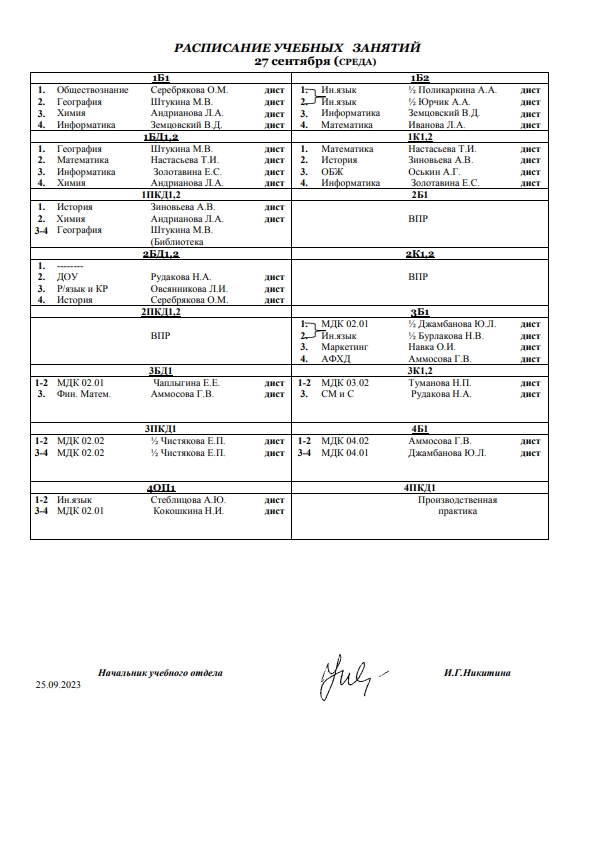 РАСПИСАНИЕ УЧЕБНЫХ ЗАНЯТИЙ
27 сентября (СРЕДА)
1Б1
1. Обществознание Серебрякова О.М. дист
2. География Штукина М.В. дист
3. Химия Андрианова Л.А. дист
4. Информатика Земцовский В.Д. дист
1Б2
1. Ин.язык ½ Поликаркина А.А. дист
2. Ин.язык ½ Юрчик А.А. дист
3. Информатика Земцовский В.Д. дист
4. Математика Иванова Л.А. дист
1БД1,2
1. География Штукина М.В. дист
2. Математика Настасьева Т.И. дист
3. Информатика Золотавина Е.С. дист
4. Химия Андрианова Л.А. дист
1К1,2
1. Математика Настасьева Т.И. дист
2. История Зиновьева А.В. дист
3. ОБЖ Оськин А.Г. дист
4. Информатика Золотавина Е.С. дист
1ПКД1,2
1. История Зиновьева А.В. дист
2. Химия Андрианова Л.А. дист
3-4 География Штукина М.В.
(Библиотека
2Б1
ВПР
2БД1,2
1. --------
2. ДОУ Рудакова Н.А. дист
3. Р/язык и КР Овсянникова Л.И. дист
4. История Серебрякова О.М. дист
2К1,2
ВПР
2ПКД1,2
ВПР
3Б1
1. МДК 02.01 ½ Джамбанова Ю.Л. дист
2. Ин.язык ½ Бурлакова Н.В. дист
3. Маркетинг Навка О.И. дист
4. АФХД Аммосова Г.В. дист
3БД1
1-2 МДК 02.01 Чаплыгина Е.Е. дист
3. Фин. Матем. Аммосова Г.В. дист
3К1,2
1-2 МДК 03.02 Туманова Н.П. дист
3. СМ и С Рудакова Н.А. дист
3ПКД1
1-2 МДК 02.02 ½ Чистякова Е.П. дист
3-4 МДК 02.02 ½ Чистякова Е.П. дист
4Б1
1-2 МДК 04.02 Аммосова Г.В. дист
3-4 МДК 04.01 Джамбанова Ю.Л. дист
4ОП1
1-2 Ин.язык Стеблицова А.Ю. дист
3-4 МДК 02.01 Кокошкина Н.И. дист
4ПКД1
Производственная
практика
Начальник учебного отдела И.Г.Никитина
25.09.2023